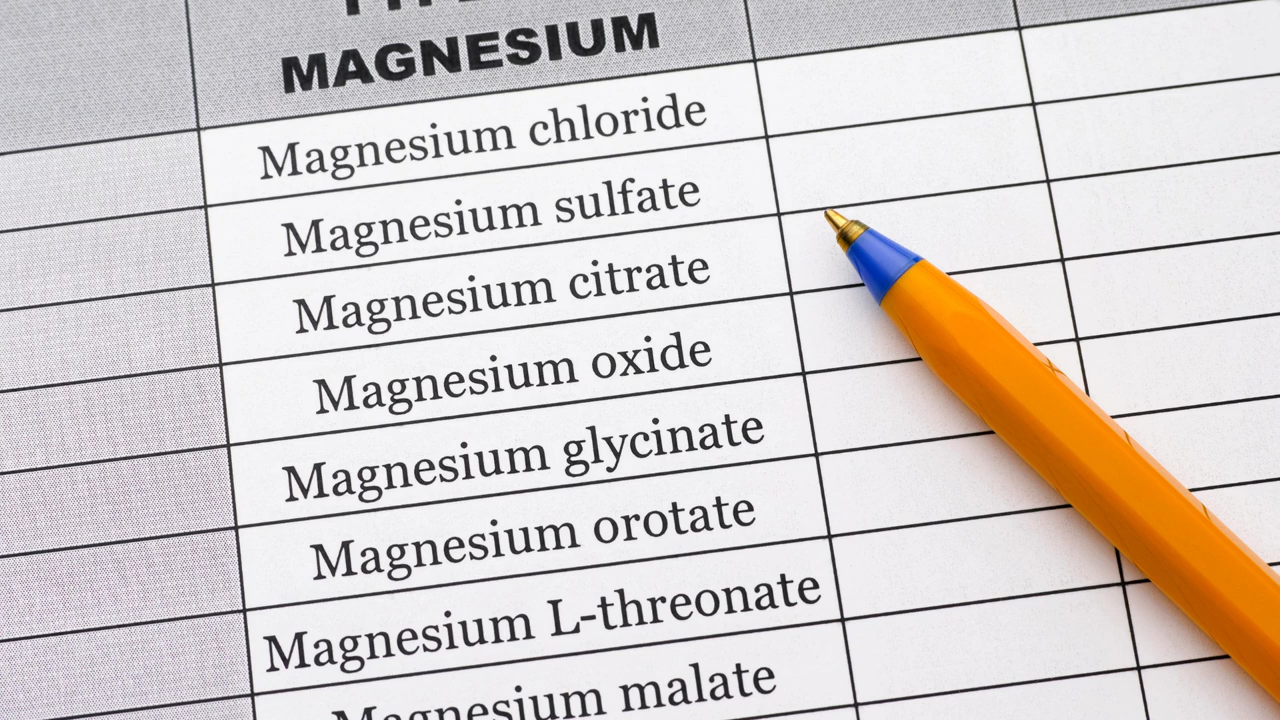 MAGNESIUM
Magnesium chloride
Magnesium sulfate
Magnesium citrate
Magnesium oxide
Magnesium glycinate
Magnesium orotate
Magnesium L-threonate
Magnesium malate